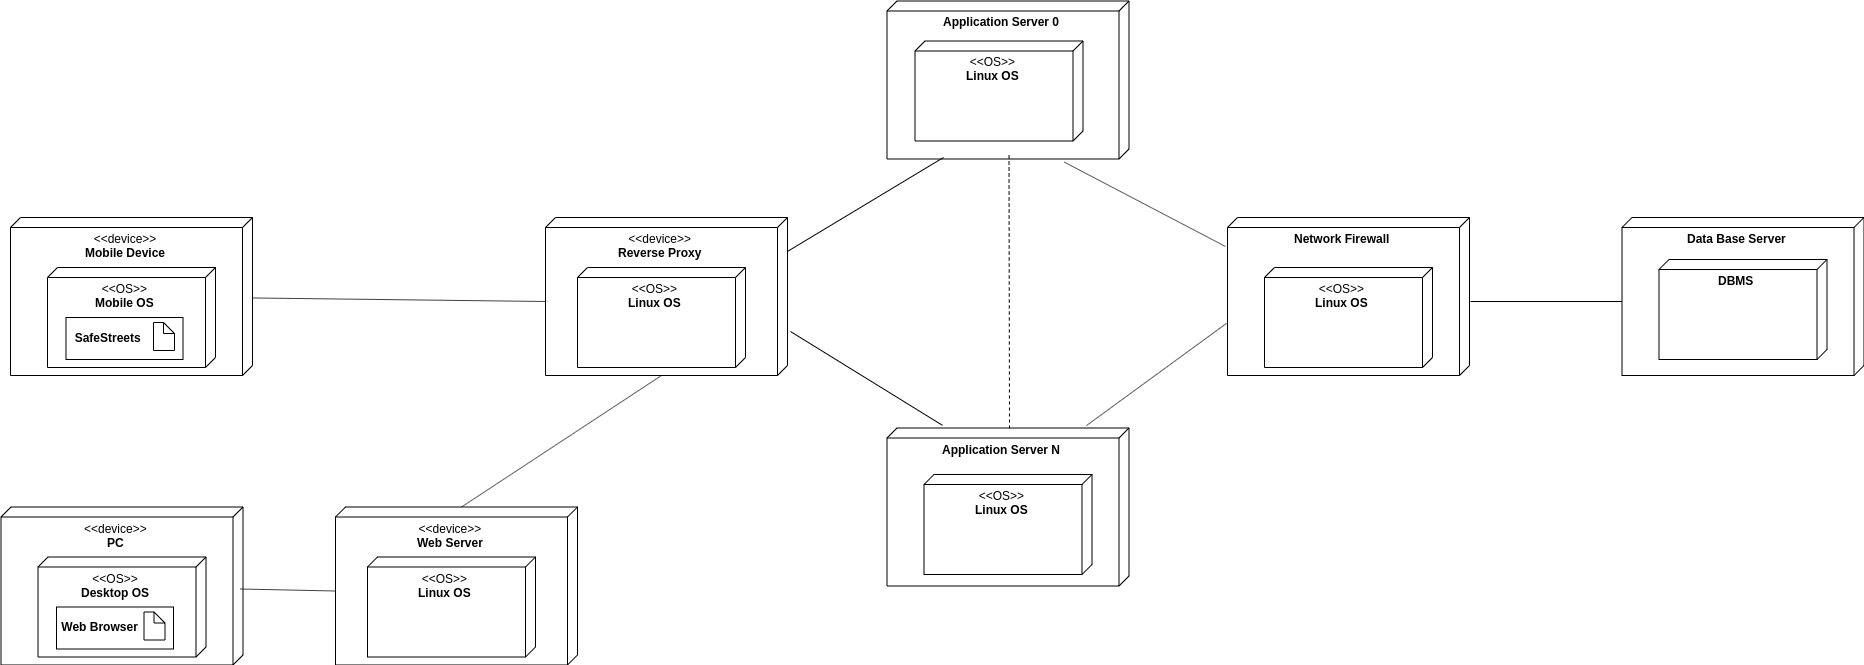 Application Server 0
<<OS>>
Linux OS
<<device>>
Mobile Device
<<OS>>
Mobile OS
SafeStreets
<<device>>
Reverse Proxy
<<OS>>
Linux OS
Network Firewall
<<OS>>
Linux OS
Data Base Server
DBMS
Application Server N
<<OS>>
Linux OS
<<device>>
PC
<<OS>>
Desktop OS
Web Browser
<<device>>
Web Server
<<OS>>
Linux OS